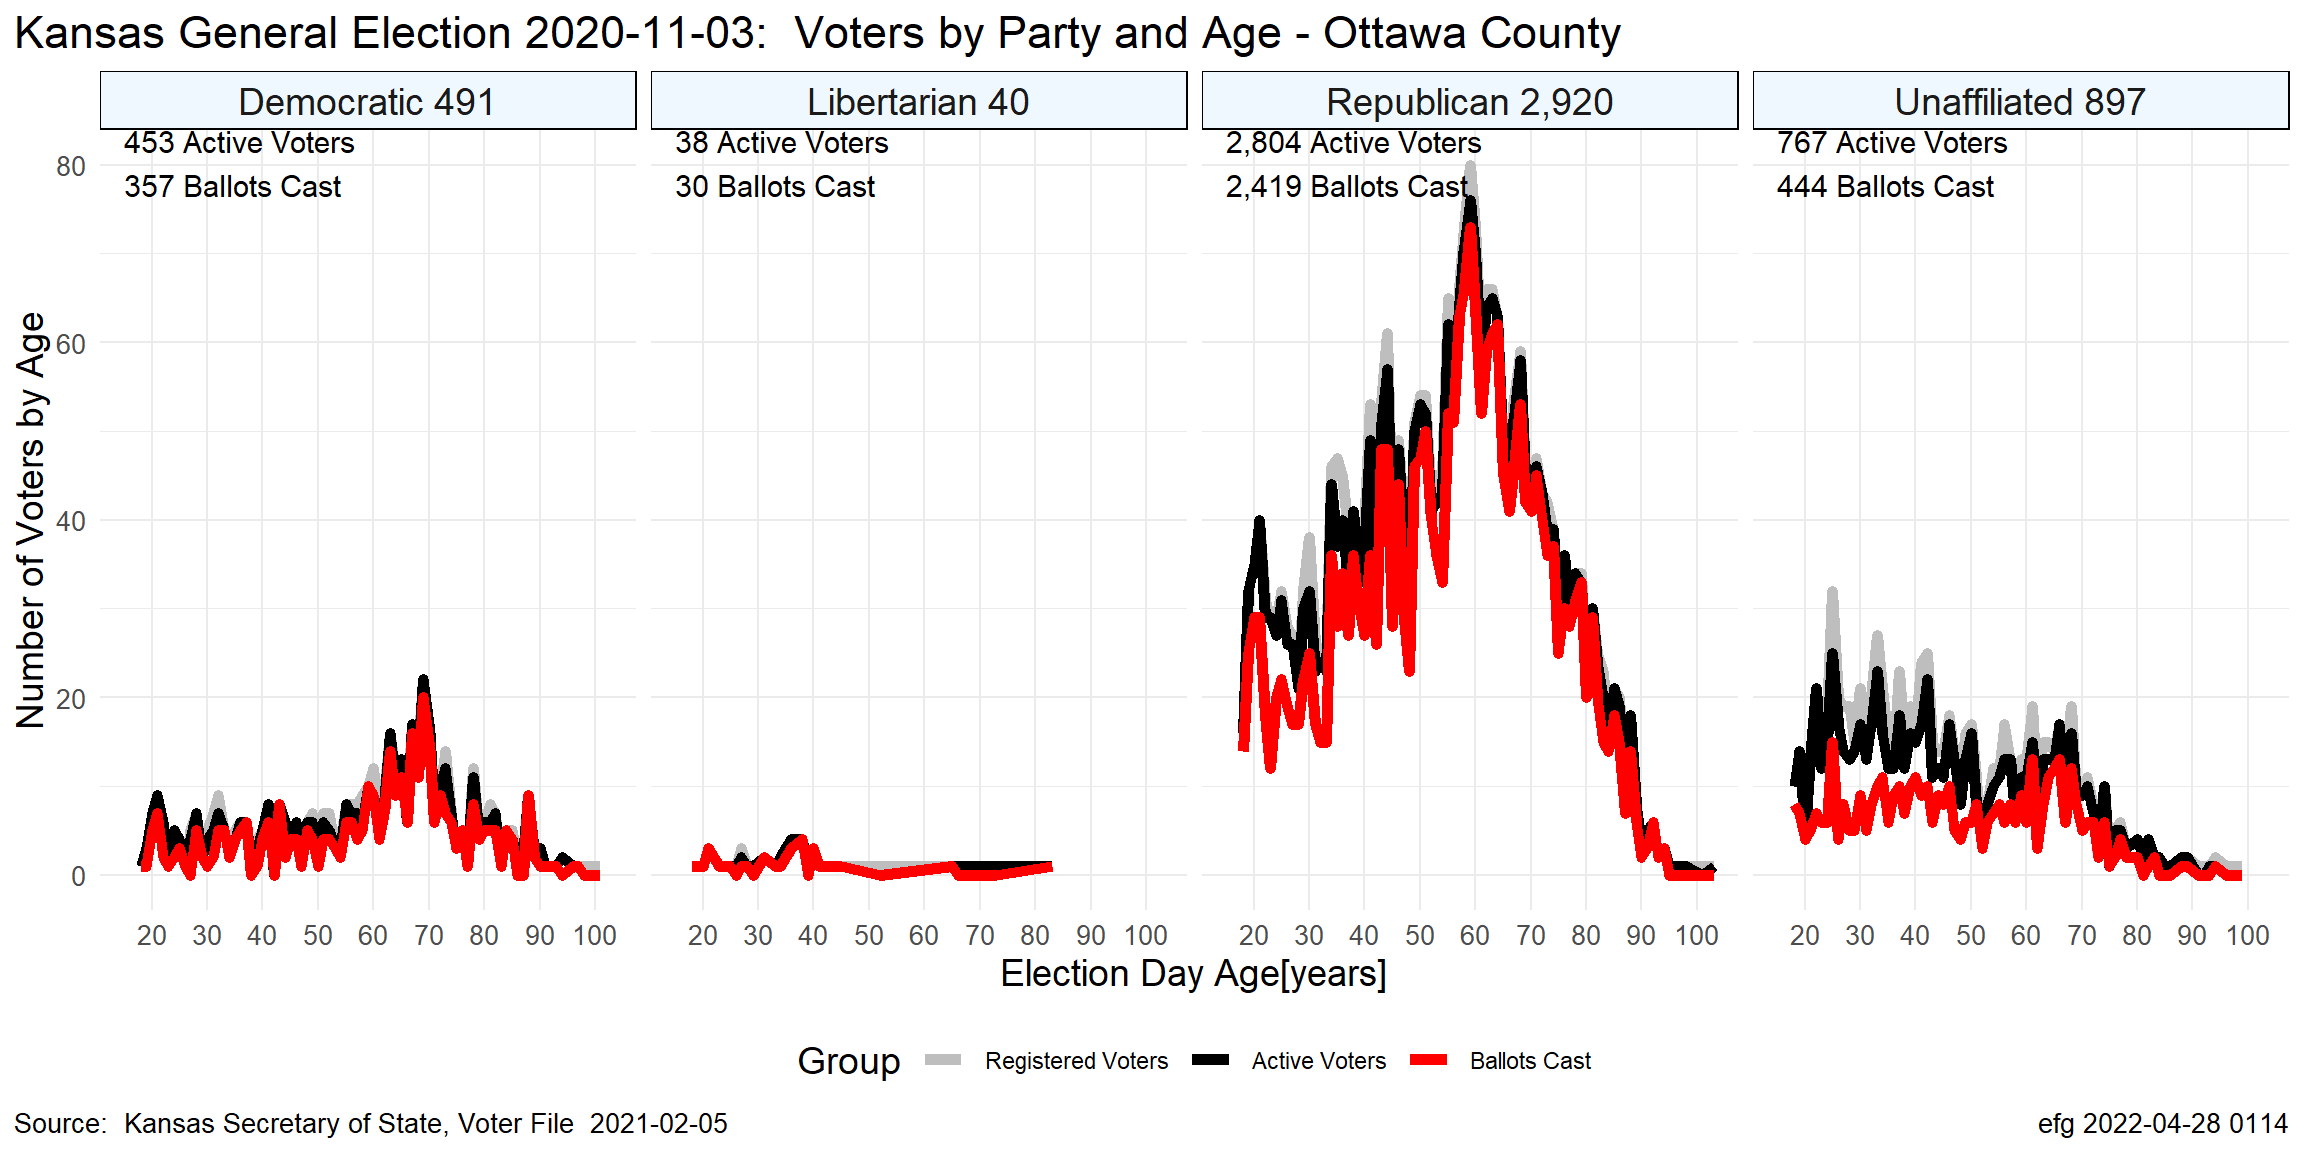 Kansas General Election 2020-11-03:  Voters by Party and Age - Ottawa County
Democratic 491
Libertarian 40
Republican 2,920
Unaffiliated 897
453 Active Voters
357 Ballots Cast
38 Active Voters
30 Ballots Cast
2,804 Active Voters
2,419 Ballots Cast
767 Active Voters
444 Ballots Cast
Number of Voters by Age
80
60
40
20
0
20 30 40 50 60 70 80 90 100
20 30 40 50 60 70 80 90 100
20 30 40 50 60 70 80 90 100
20 30 40 50 60 70 80 90 100
Election Day Age[years]
Group Registered Voters Active Voters Ballots Cast
Source:  Kansas Secretary of State, Voter File  2021-02-05
efg 2022-04-28 0114